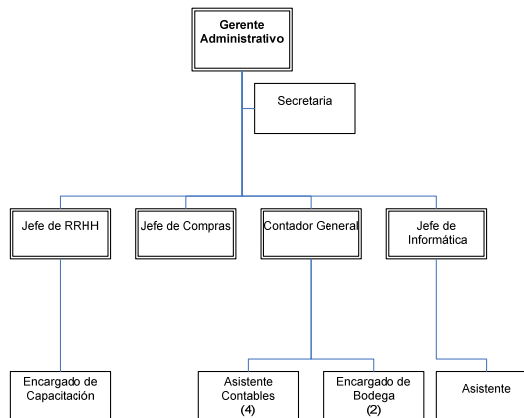 Gerente
Administrativo
Secretaria
Jefe de RRHH
Jefe de Compras
Contador General
Jefe de
Informática
Encargado de
Capacitación
Asistente
Contables
(4)
Encargado de
Bodega
(2)
Asistente